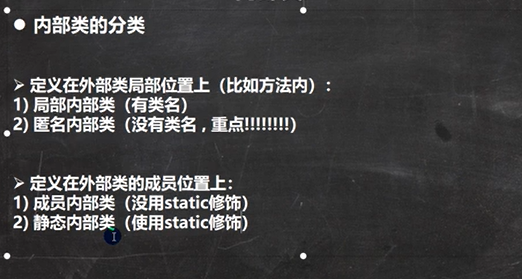 ● 内部类的分类
➢ 定义在外部类局部位置上（比如方法内）:
1) 局部内部类（有类名）
2) 匿名内部类（没有类名，重点!!!!!!!!）
➢ 定义在外部类的成员位置上：
1) 成员内部类（没用static修饰）
2) 静态内部类（使用static修饰）